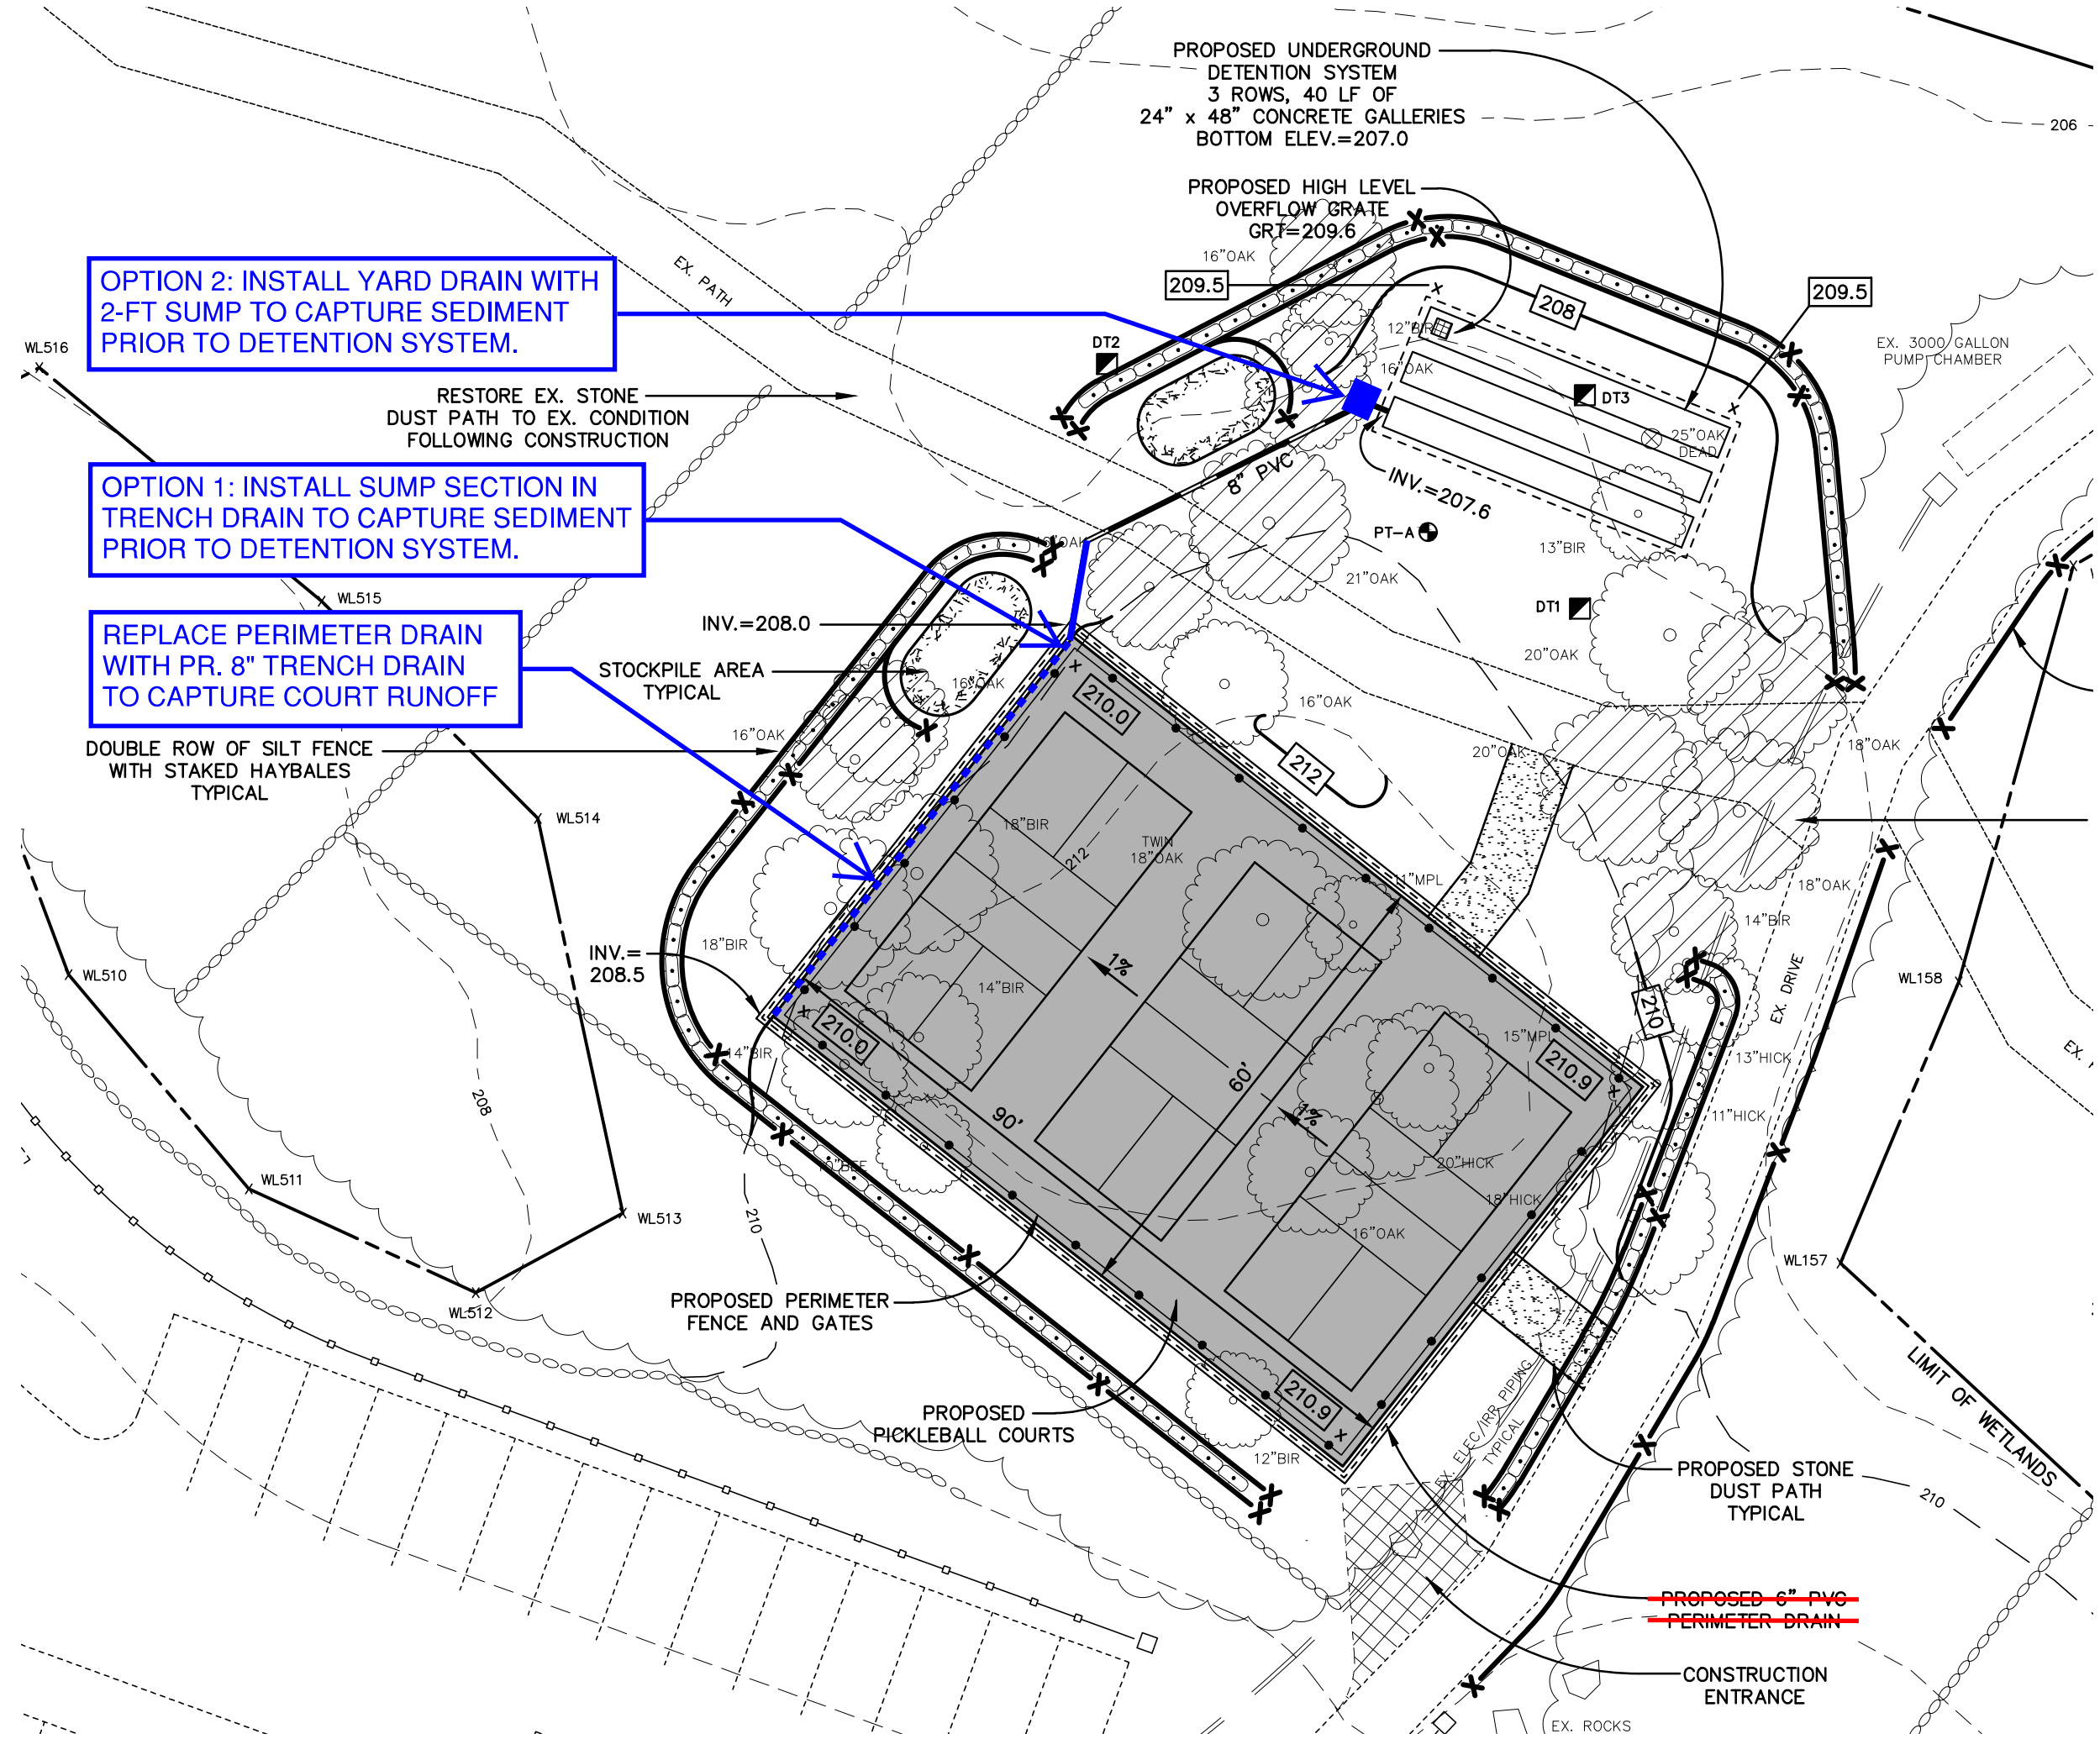 PROPOSED UNDERGROUND
DETENTION SYSTEM
3 ROWS, 40 LF OF
24" x 48" CONCRETE GALLERIES
BOTTOM ELEV.=207.0
206
PROPOSED HIGH LEVEL
OVERFLOW GRATE
GRT=209.6
16"OAK
209.5
208
209.5
EX. PATH
OPTION 2: INSTALL YARD DRAIN WITH
2-FT SUMP TO CAPTURE SEDIMENT
PRIOR TO DETENTION SYSTEM.
WL516
DT2
12"BIR
16"OAK
DT3
25"OAK
DEAD
EX. 3000 GALLON
PUMP CHAMBER
RESTORE EX. STONE
DUST PATH TO EX. CONDITION
FOLLOWING CONSTRUCTION
8" PVC
INV.=207.6
OPTION 1: INSTALL SUMP SECTION IN
TRENCH DRAIN TO CAPTURE SEDIMENT
PRIOR TO DETENTION SYSTEM.
PT-A
13"BIR
21"OAK
DT1
WL515
INV.=208.0
REPLACE PERIMETER DRAIN
WITH PR. 8" TRENCH DRAIN
TO CAPTURE COURT RUNOFF
STOCKPILE AREA
TYPICAL
16"OAK
20"OAK
210.0
16"OAK
16"OAK
DOUBLE ROW OF SILT FENCE
WITH STAKED HAYBALES
TYPICAL
212
20"OAK
18"OAK
WL514
18"BIR
212
TWIN
18"OAK
11"MPL
18"OAK
14"BIR
18"BIR
INV.=
208.5
1%
14"BIR
WL510
WL158
EX. DRIVE
210
210.0
14"BIR
15"MPL
210.9
13"HICK
EX.
208
60'
1%
90'
11"HICK
10"BEE
20"HICK
18"HICK
WL511
WL513
210
16"OAK
WL157
WL512
PROPOSED PERIMETER
FENCE AND GATES
LIMIT OF WETLANDS
210.9
PROPOSED
PICKLEBALL COURTS
12"BIR
EX. ELEC/IRR PIPING
TYPICAL
PROPOSED STONE
DUST PATH
TYPICAL
210
PROPOSED 6" PVC
PERIMETER DRAIN
CONSTRUCTION
ENTRANCE
EX. ROCKS